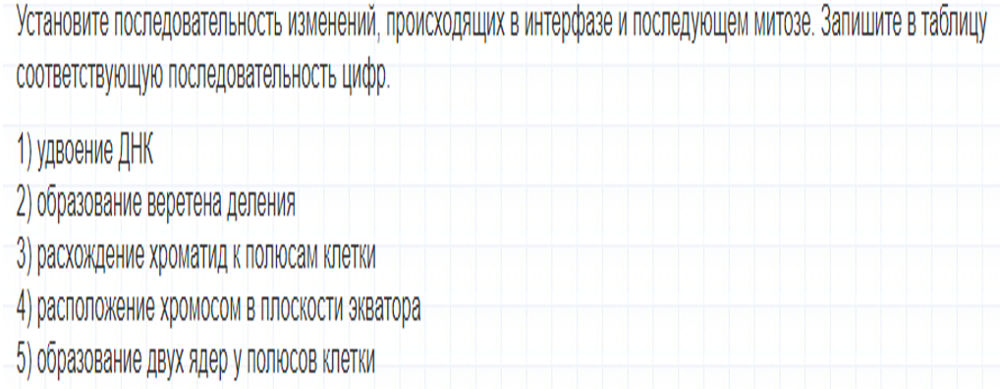 Установите последовательность изменений, происходящих в интерфазе и последующем митозе. Запишите в таблицу
соответствующую последовательность цифр.
1) удвоение ДНК
2) образование веретена деления
3) расхождение хроматид к полюсам клетки
4) расположение хромосом в плоскости экватора
5) образование двух ядер у полюсов клетки